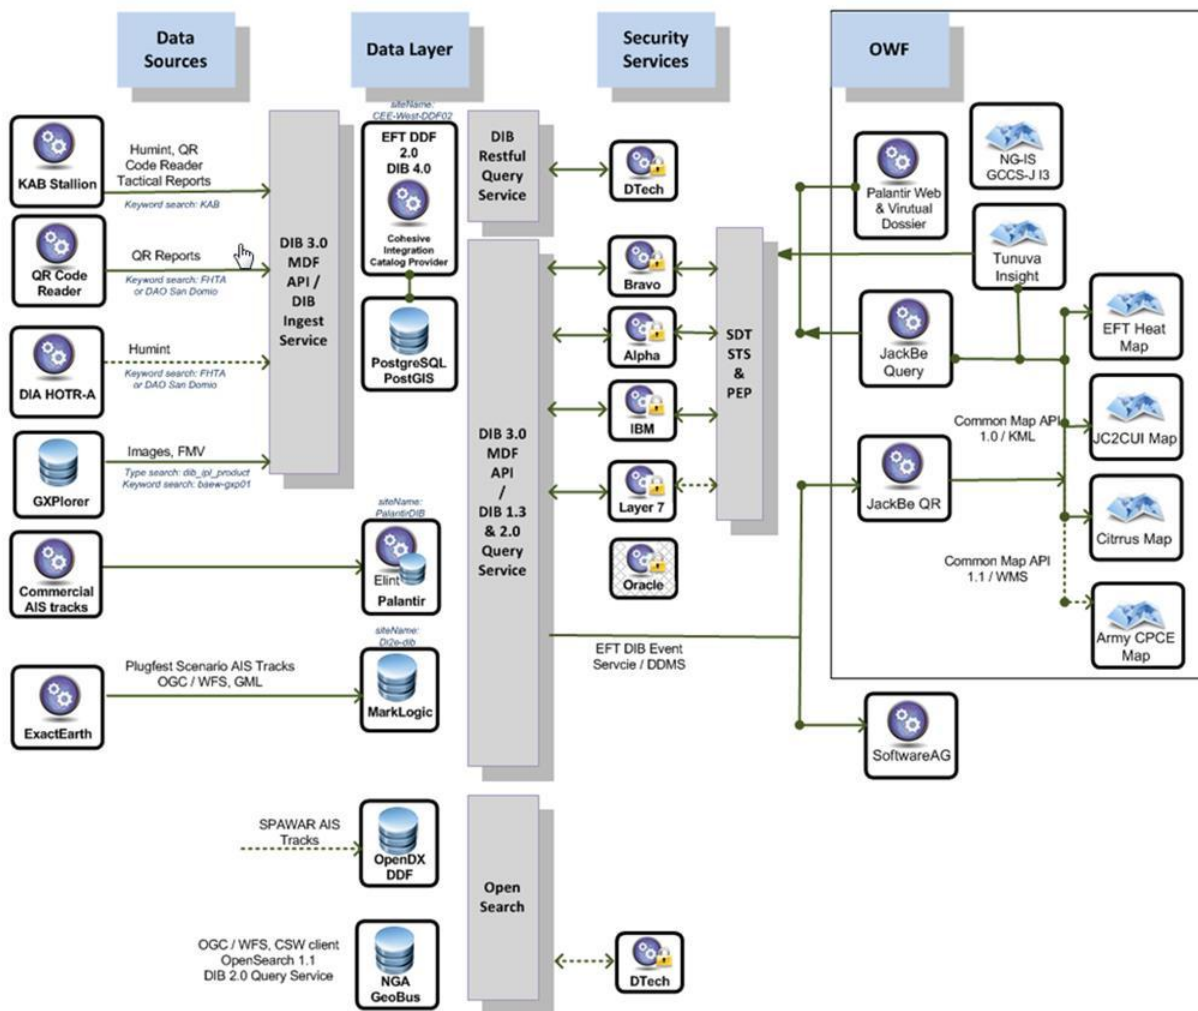 Data
Sources
Data Layer
Security
Services
OWF
KAB Stallion
Humint, QR
Code Reader
Tactical Reports
Keyword search: KAB
QR Code
Reader
QR Reports
Keyword search: FHTA
or DAO San Domio
DIA HOTR-A
Humint
Keyword search: FHTA
or DAO San Domio
GXPlorer
Images, FMV
Type search: dib_ipl_product
Keyword search: baew-gxp01
Commercial
AIS tracks
ExactEarth
Plugfest Scenario AIS Tracks
OGC / WFS, GML
SPAWAR AIS
Tracks
OGC / WFS, CSW client
OpenSearch 1.1
DIB 2.0 Query Service
DIB 3.0
MDF
API /
DIB
Ingest
Service
siteName:
CEE-West-DDF02
EFT DDF
2.0
DIB 4.0
Cohesive
Integration
Catalog Provider
PostgreSQL
PostGIS
siteName:
PalantirDIB
Elint
Palantir
siteName:
Di2e-dib
MarkLogic
OpenDX
DDF
NGA
GeoBus
DIB
Restful
Query
Service
DIB 3.0
MDF
API
/
DIB 1.3
& 2.0
Query
Service
Open
Search
DTech
Bravo
Alpha
IBM
Layer 7
Oracle
EFT DIB Event
Servcie / DDMS
DTech
SDT
STS
&
PEP
Palantir Web
& Virutual
Dossier
NG-IS
GCCS-J I3
Tunuva
Insight
JackBe
Query
EFT Heat
Map
Common Map API
1.0 / KML
JC2CUI Map
JackBe QR
Citrrus Map
Common Map API
1.1 / WMS
Army CPCE
Map
SoftwareAG